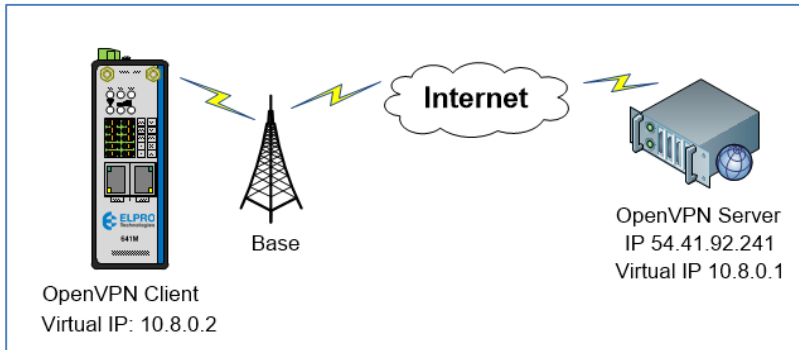 ELPRO
Technologies
641M
OpenVPN Client
Virtual IP: 10.8.0.2
Base
Internet
OpenVPN Server
IP 54.41.92.241
Virtual IP 10.8.0.1